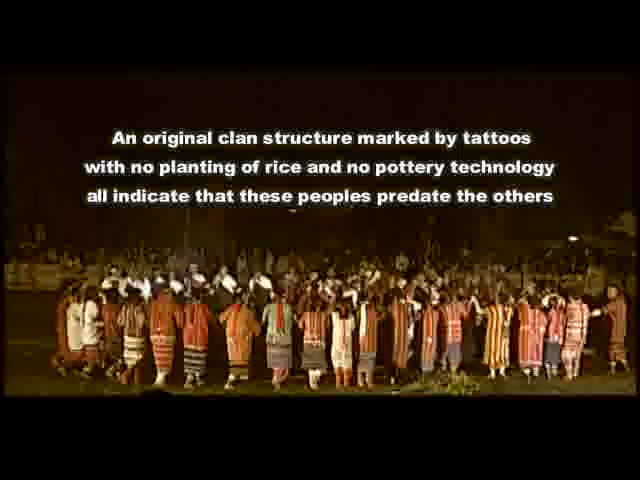 An original clan structure marked by tattoos
with no planting of rice and no pottery technology
all indicate that these peoples predate the others